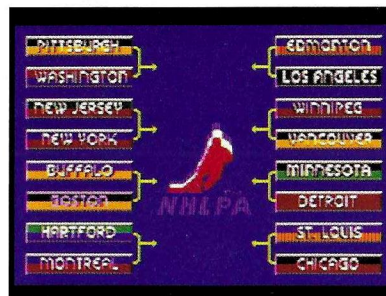 PITTSBURGH
WASHINGTON
NEW JERSEY
NEW YORK
BUFFALO
BOSTON
HARTFORD
MONTREAL
NHLPA
EDMONTON
LOS ANGELES
WINNIPEG
VANCOUVER
MINNESOTA
DETROIT
ST. LOUIS
CHICAGO